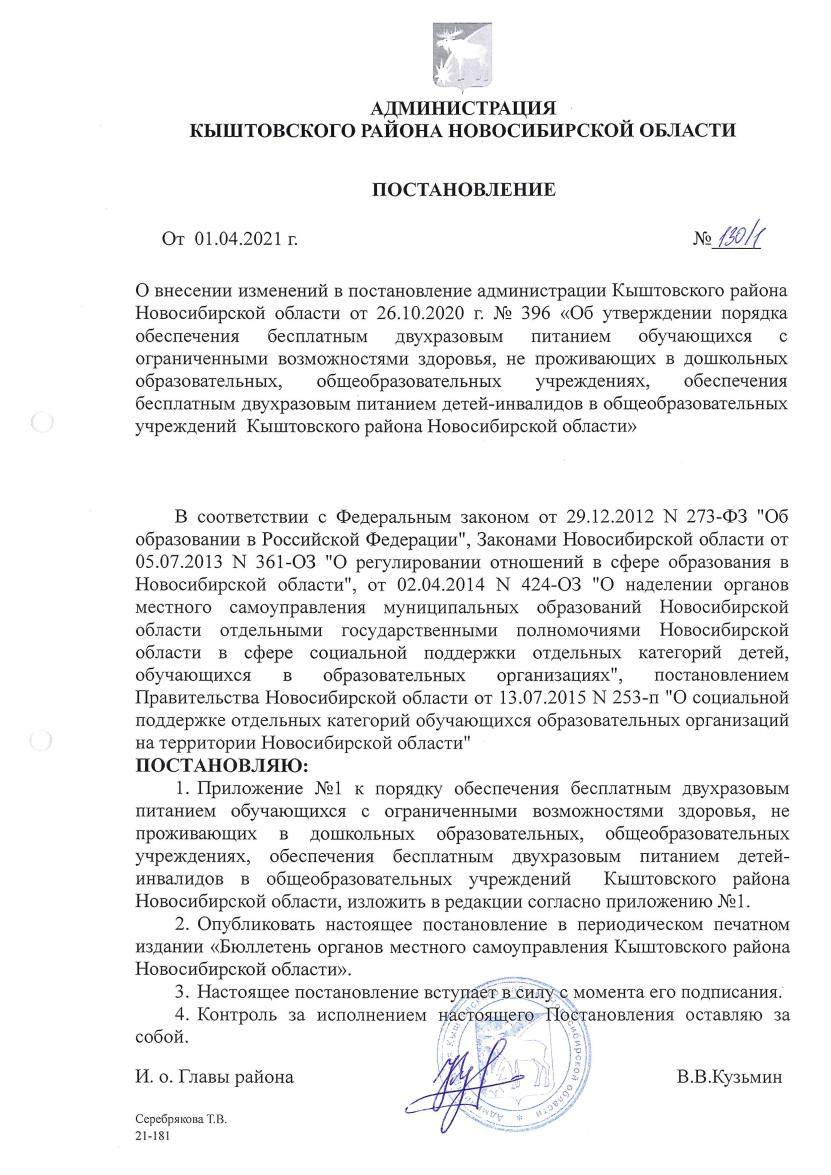 АДМИНИСТРАЦИЯ
КЫШТОВСКОГО РАЙОНА НОВОСИБИРСКОЙ ОБЛАСТИ
ПОСТАНОВЛЕНИЕ
От 01.04.2021 г. № 130/1
О внесении изменений в постановление администрации Кыштовского района
Новосибирской области от 26.10.2020 г. № 396 «Об утверждении порядка
обеспечения бесплатным двухразовым питанием обучающихся с
ограниченными возможностями здоровья, не проживающих в дошкольных
образовательных, общеобразовательных учреждениях, обеспечения
бесплатным двухразовым питанием детей-инвалидов в общеобразовательных
учреждений Кыштовского района Новосибирской области»
В соответствии с Федеральным законом от 29.12.2012 N 273-ФЗ "Об
образовании в Российской Федерации", Законами Новосибирской области от
05.07.2013 N 361-ОЗ "О регулировании отношений в сфере образования в
Новосибирской области", от 02.04.2014 N 424-ОЗ "О наделении органов
местного самоуправления муниципальных образований Новосибирской
области отдельными государственными полномочиями Новосибирской
области в сфере социальной поддержки отдельных категорий детей,
обучающихся в образовательных организациях", постановлением
Правительства Новосибирской области от 13.07.2015 N 253-п "О социальной
поддержке отдельных категорий обучающихся образовательных организаций
на территории Новосибирской области"
ПОСТАНОВЛЯЮ:
1. Приложение №1 к порядку обеспечения бесплатным двухразовым
питанием обучающихся с ограниченными возможностями здоровья, не
проживающих в дошкольных образовательных, общеобразовательных
учреждениях, обеспечения бесплатным двухразовым питанием детей-
инвалидов в общеобразовательных учреждений Кыштовского района
Новосибирской области, изложить в редакции согласно приложению №1.
2. Опубликовать настоящее постановление в периодическом печатном
издании «Бюллетень органов местного самоуправления Кыштовского района
Новосибирской области».
3. Настоящее постановление вступает в силу с момента его подписания.
4. Контроль за исполнением настоящего Постановления оставляю за
собой.
И. о. Главы района В.В.Кузьмин
Серебрякова Т.В.
21-181